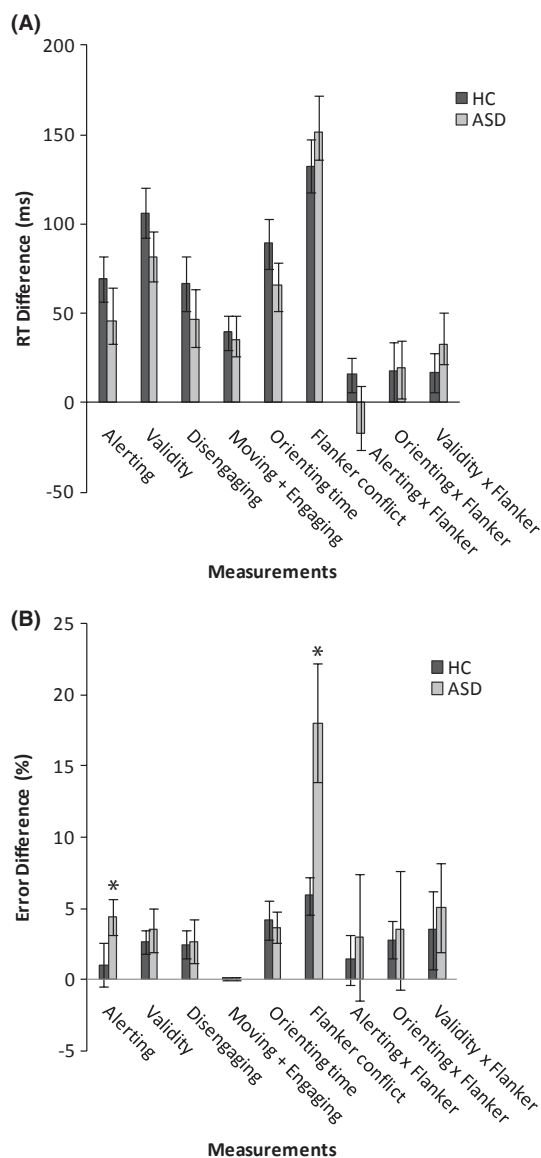 (A)
200
150
100
50
0
-50
RT Difference (ms)
HC
ASD
Alerting
Validity
Disengaging
Moving + Engaging
Orienting time
Flanker conflict
Alerting x Flanker
Orienting x Flanker
Validity x Flanker
Measurements
(B)
25
20
15
10
5
0
-5
Error Difference (%)
*
*
HC
ASD
Alerting
Validity
Disengaging
Moving + Engaging
Orienting time
Flanker conflict
Alerting x Flanker
Orienting x Flanker
Validity x Flanker
Measurements